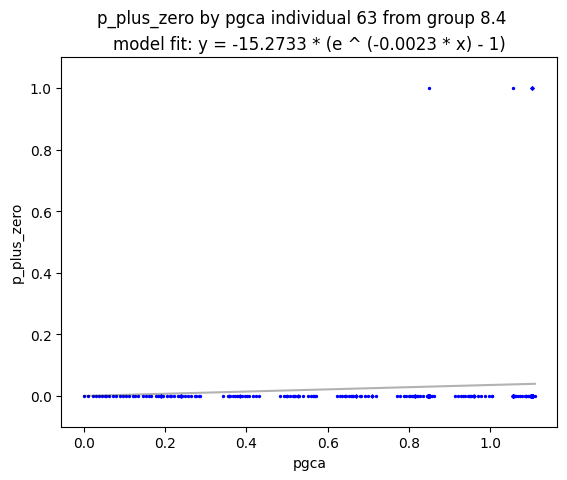 p_plus_zero by pgca individual 63 from group 8.4
model fit: y = -15.2733 * (e ^ (-0.0023 * x) - 1)
1.0
0.8
0.6
0.4
0.2
0.0
p_plus_zero
0.0 0.2 0.4 0.6 0.8 1.0
pgca